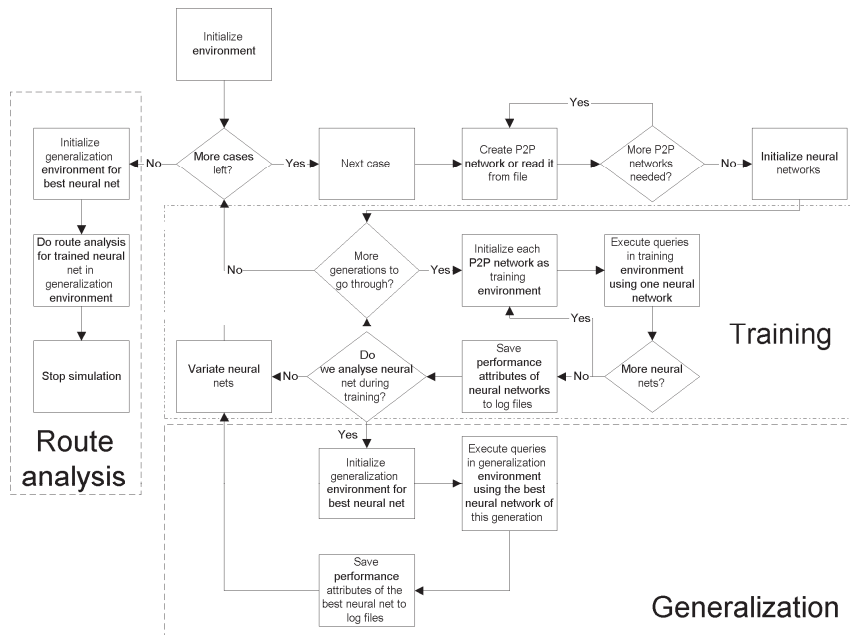 Initialize
environment
Initialize
generalization
environment for
best neural net
No
More cases
left?
Yes
Next case
Yes
Create P2P
network or read it
from file
More P2P
networks
needed?
No
Initialize neural
networks
Do route analysis
for trained neural
net in
generalization
environment
No
More
generations to
go through?
Yes
Initialize each
P2P network as
training
environment
Execute queries
in training
environment
using one neural
network
Yes
Training
Stop simulation
Variate neural
nets
No
Do
we analyse neural
net during
training?
Save
performance
attributes of
neural networks
to log files
No
More neural
nets?
Route
analysis
Yes
Initialize
generalization
environment for
best neural net
Execute queries
in generalization
environment
using the best
neural network of
this generation
Save
performance
attributes of the
best neural net to
log files
Generalization